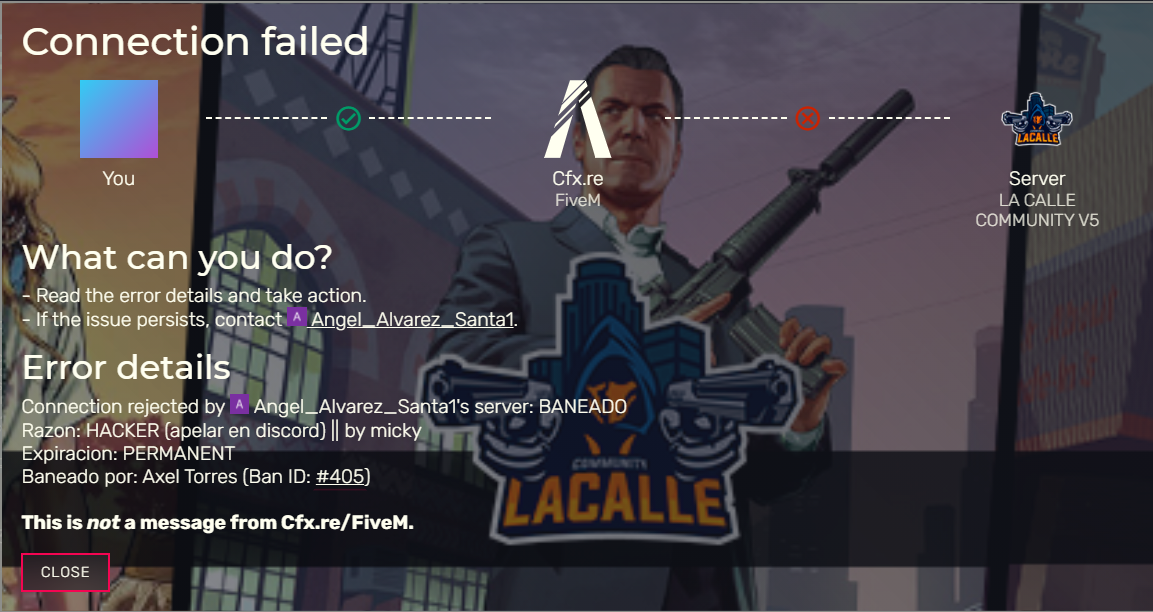 Connection failed
You
Cfx.re
FiveM
Server
LA CALLE
COMMUNITY V5
LACALLE
What can you do?
- Read the error details and take action.
- If the issue persists, contact A Angel_Alvarez_Santa1.
Error details
Connection rejected by A Angel_Alvarez_Santa1's server: BANEADO
Razon: HACKER (apelar en discord) || by micky
Expiracion: PERMANENT
Baneado por: Axel Torres (Ban ID: #405)
This is not a message from Cfx.re/FiveM.
CLOSE
COMMUNITY
LACALLE